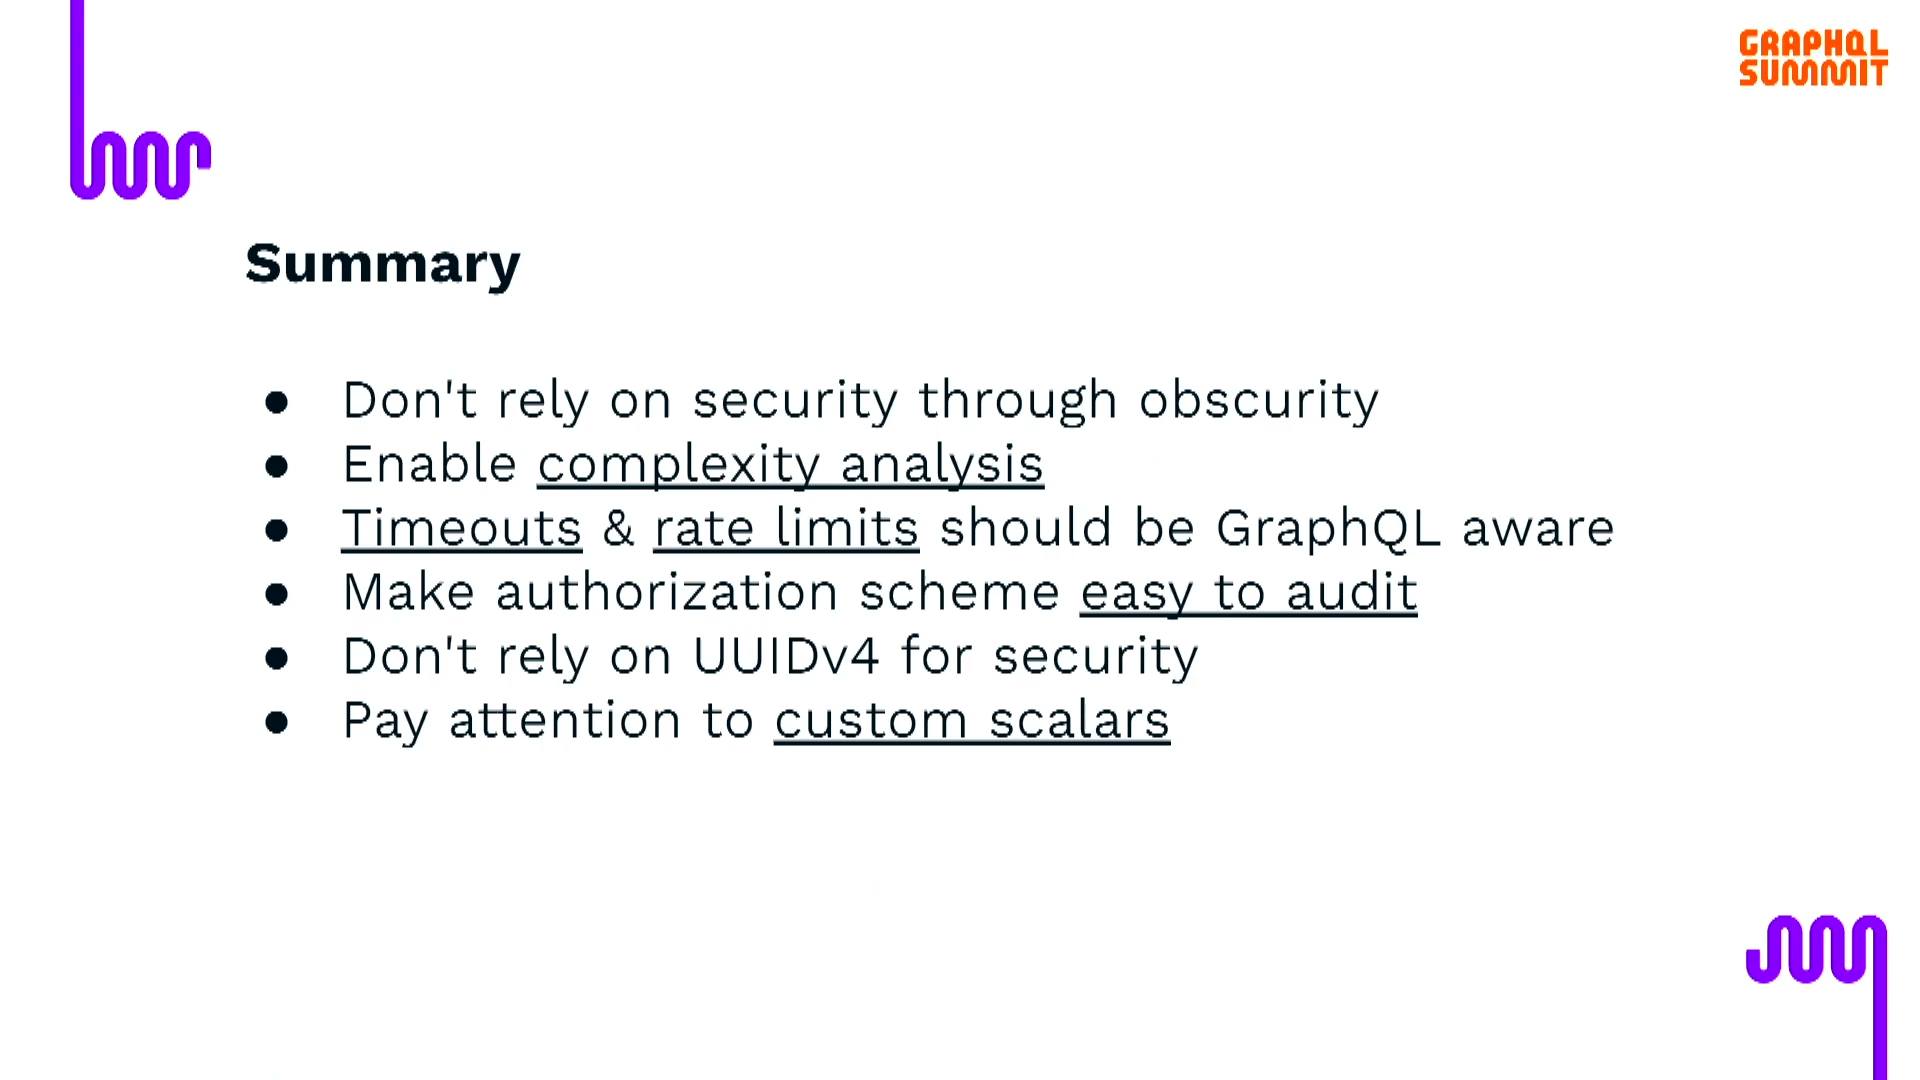 GRAPHQL
SUMMIT
Summary
● Don't rely on security through obscurity
● Enable complexity analysis
● Timeouts & rate limits should be GraphQL aware
● Make authorization scheme easy to audit
● Don't rely on UUIDv4 for security
● Pay attention to custom scalars